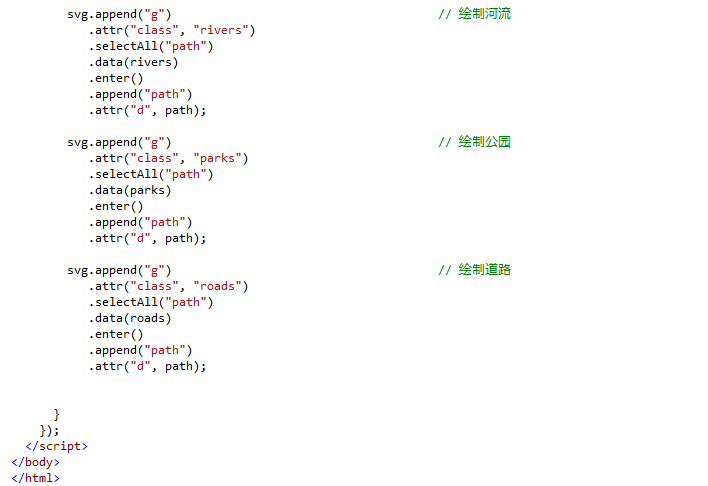 svg.append("g") // 绘制河流
.attr("class", "rivers")
.selectAll("path")
.data(rivers)
.enter()
.append("path")
.attr("d", path);
svg.append("g") // 绘制公园
.attr("class", "parks")
.selectAll("path")
.data(parks)
.enter()
.append("path")
.attr("d", path);
svg.append("g") // 绘制道路
.attr("class", "roads")
.selectAll("path")
.data(roads)
.enter()
.append("path")
.attr("d", path);
}
});
</script>
</body>
</html>